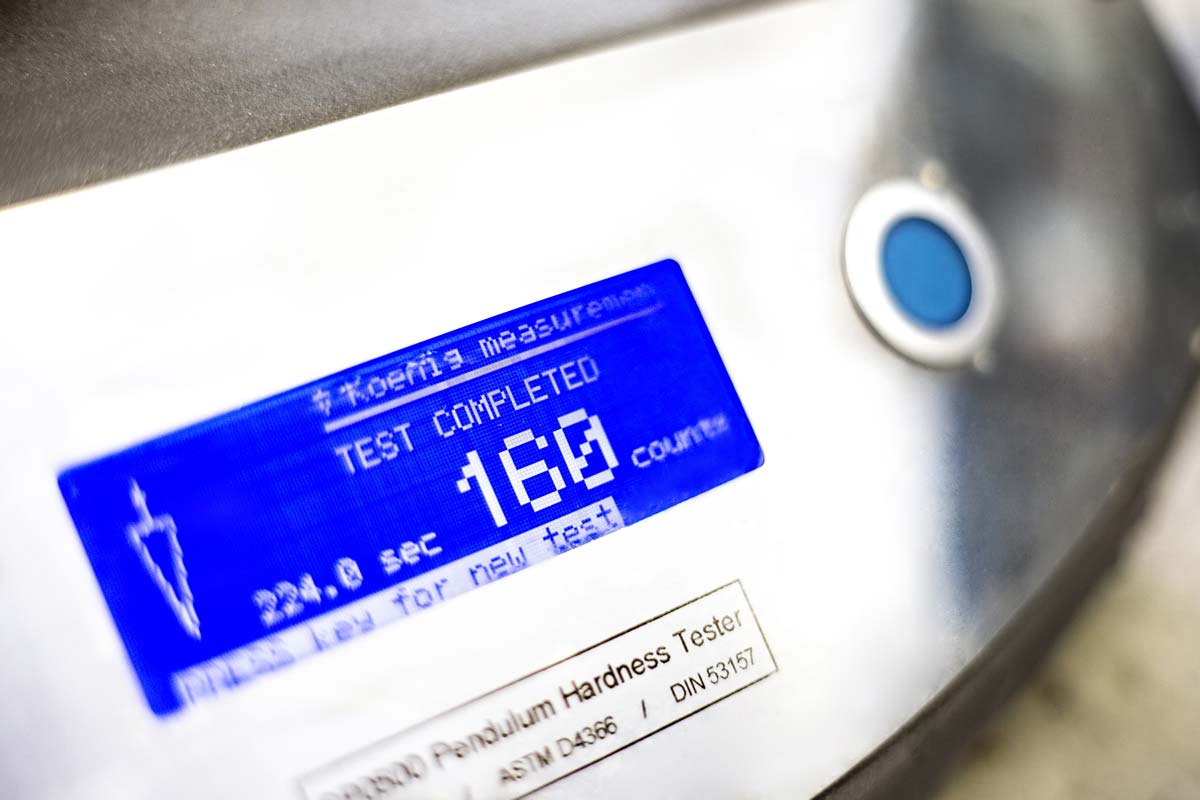 Koenig measurement
TEST COMPLETED
160 counts
224.0 sec
PRESS key for new test
Pendulum Hardness Tester
/ ASTM D4366 / DIN 53157